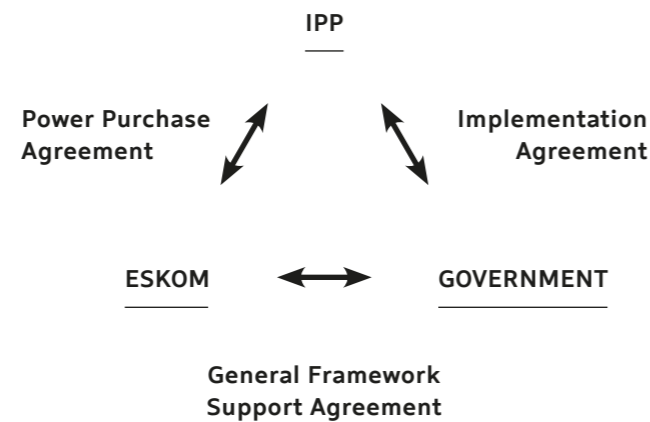 IPP
Power Purchase
Agreement
Implementation
Agreement
ESKOM
GOVERNMENT
General Framework
Support Agreement